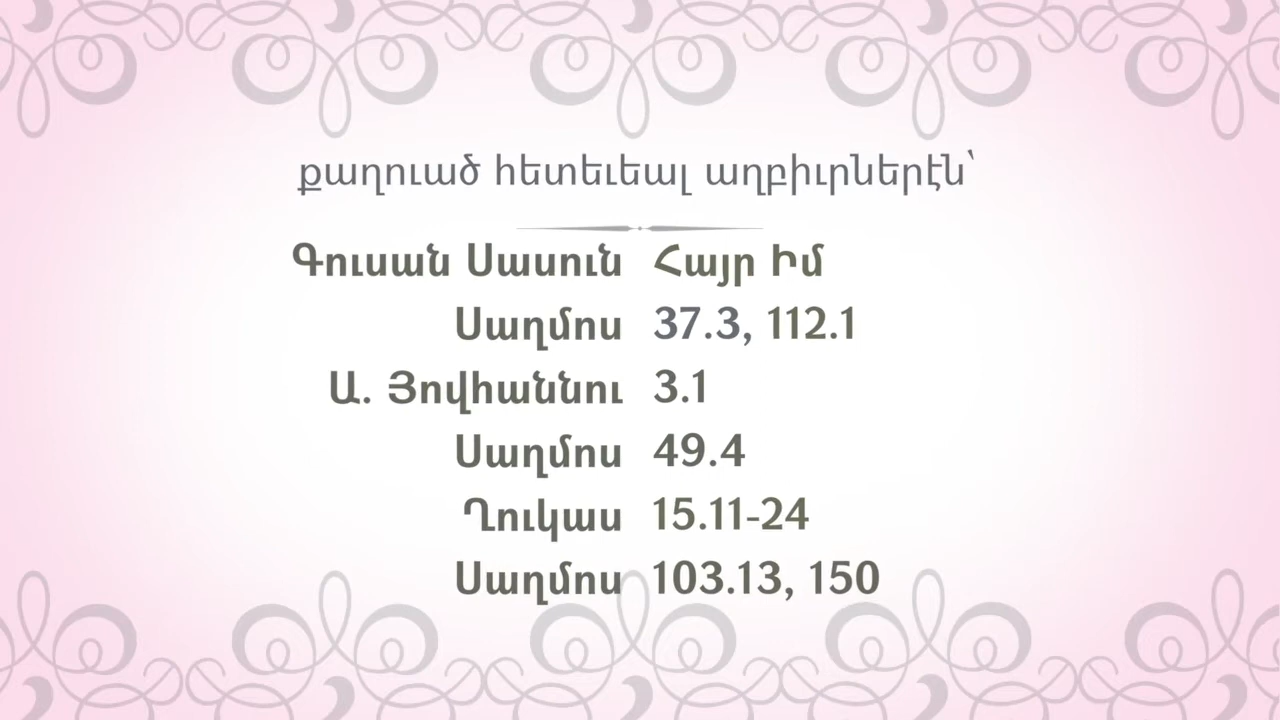 քաղուած հետեւեալ աղբիւրներէն՝
Գուսան Սասուն Հայր Իմ
Սաղմոս 37.3, 112.1
Ա. Յովհաննու 3.1
Սաղմոս 49.4
Ղուկաս 15.11-24
Սաղմոս 103.13, 150